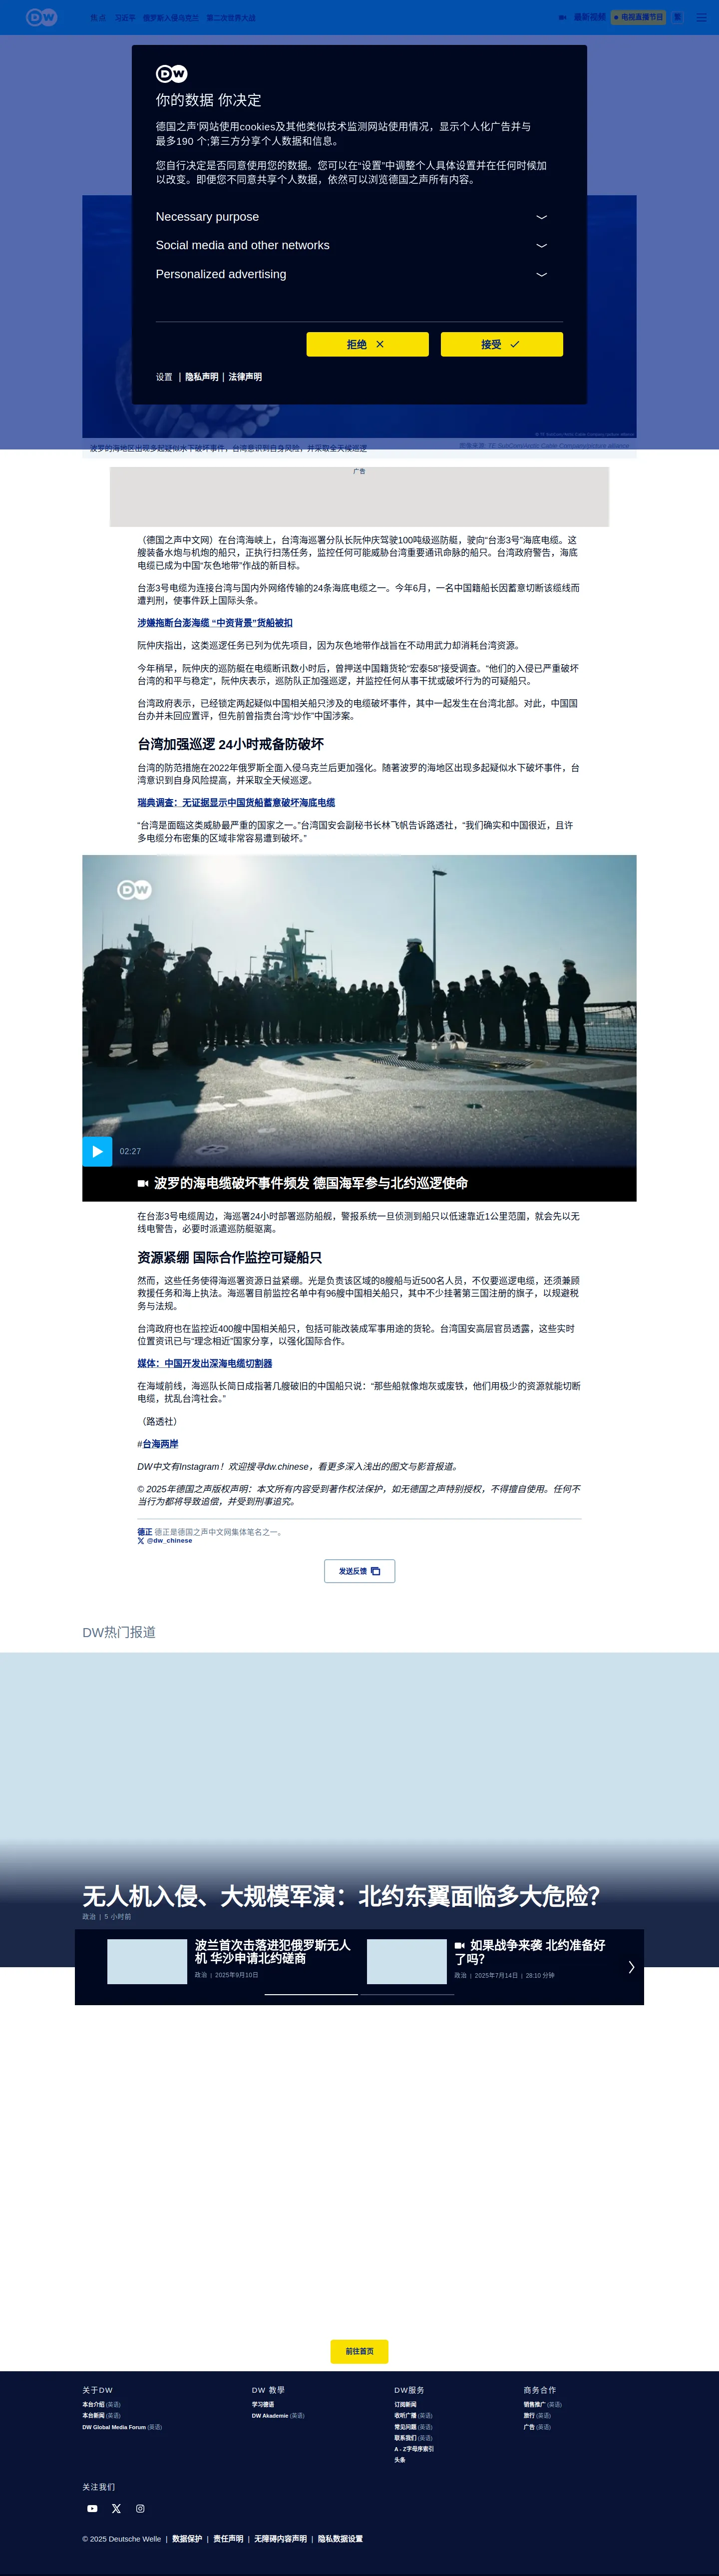 DW
焦点 习近平 俄罗斯入侵乌克兰 第二次世界大战
最新视频 电视直播节目 繁
DW
你的数据 你决定
德国之声'网站使用cookies及其他类似技术监测网站使用情况，显示个人化广告并与
最多190 个;第三方分享个人数据和信息。
您自行决定是否同意使用您的数据。您可以在“设置”中调整个人具体设置并在任何时候加
以改变。即便您不同意共享个人数据，依然可以浏览德国之声所有内容。
Necessary purpose
Social media and other networks
Personalized advertising
拒绝 接受
设置 | 隐私声明 | 法律声明
波罗的海地区出现多起疑似水下破坏事件，台湾意识到自身风险，并采取全天候巡逻
广告
（德国之声中文网）在台湾海峡上，台湾海巡署分队长阮仲庆驾驶100吨级巡防艇，驶向“台澎3号”海底电缆。这
艘装备水炮与机炮的船只，正执行扫荡任务，监控任何可能威胁台湾重要通讯命脉的船只。台湾政府警告，海底
电缆已成为中国“灰色地带”作战的新目标。
台澎3号电缆为连接台湾与国内外网络传输的24条海底电缆之一。今年6月，一名中国籍船长因蓄意切断该缆线而
遭判刑，使事件跃上国际头条。
涉嫌拖断台澎海缆 “中资背景”货船被扣
阮仲庆指出，这类巡逻任务已列为优先项目，因为灰色地带作战旨在不动用武力却消耗台湾资源。
今年稍早，阮仲庆的巡防艇在电缆断讯数小时后，曾押送中国籍货轮“宏泰58”接受调查。“他们的入侵已严重破坏
台湾的和平与稳定”，阮仲庆表示，巡防队正加强巡逻，并监控任何从事干扰或破坏行为的可疑船只。
台湾政府表示，已经锁定两起疑似中国相关船只涉及的电缆破坏事件，其中一起发生在台湾北部。对此，中国国
台办并未回应置评，但先前曾指责台湾“炒作”中国涉案。
台湾加强巡逻 24小时戒备防破坏
台湾的防范措施在2022年俄罗斯全面入侵乌克兰后更加强化。随著波罗的海地区出现多起疑似水下破坏事件，台
湾意识到自身风险提高，并采取全天候巡逻。
瑞典调查：无证据显示中国货船蓄意破坏海底电缆
“台湾是面臨这类威胁最严重的国家之一。”台湾国安会副秘书长林飞帆告诉路透社，“我们确实和中国很近，且许
多电缆分布密集的区域非常容易遭到破坏。”
DW
02:27
波罗的海电缆破坏事件频发 德国海军参与北约巡逻使命
在台澎3号电缆周边，海巡署24小时部署巡防船舰，警报系统一旦侦测到船只以低速靠近1公里范圍，就会先以无
线电警告，必要时派遣巡防艇驱离。
资源紧绷 国际合作监控可疑船只
然而，这些任务使得海巡署资源日益紧绷。光是负责该区域的8艘船与近500名人员，不仅要巡逻电缆，还须兼顾
救援任务和海上执法。海巡署目前监控名单中有96艘中国相关船只，其中不少挂著第三国注册的旗子，以规避税
务与法规。
台湾政府也在监控近400艘中国相关船只，包括可能改装成军事用途的货轮。台湾国安高层官员透露，这些实时
位置资讯已与“理念相近”国家分享，以强化国际合作。
媒体：中国开发出深海电缆切割器
在海域前线，海巡队长简日成指著几艘破旧的中国船只说：“那些船就像炮灰或废铁，他们用极少的资源就能切断
电缆，扰乱台湾社会。”
（路透社）
#台海两岸
DW中文有Instagram！欢迎搜寻dw.chinese，看更多深入浅出的图文与影音报道。
© 2025年德国之声版权声明：本文所有内容受到著作权法保护，如无德国之声特别授权，不得擅自使用。任何不
当行为都将导致追偿，并受到刑事追究。
德正 德正是德国之声中文网集体笔名之一。
@dw_chinese
发送反馈
DW热门报道
无人机入侵、大规模军演：北约东翼面临多大危险？
政治 | 5 小时前
波兰首次击落进犯俄罗斯无人
机 华沙申请北约磋商
政治 | 2025年9月10日
如果战争来袭 北约准备好
了吗？
政治 | 2025年7月14日 | 28:10 分钟
前往首页
关于DW
本台介绍 (英语)
本台新闻 (英语)
DW Global Media Forum (英语)
DW 教學
学习德语
DW Akademie (英语)
DW服务
订阅新闻
收听广播 (英语)
常见问题 (英语)
联系我们 (英语)
A - Z字母序索引
头条
商务合作
销售推广 (英语)
旅行 (英语)
广告 (英语)
关注我们
© 2025 Deutsche Welle | 数据保护 | 责任声明 | 无障碍内容声明 | 隐私数据设置